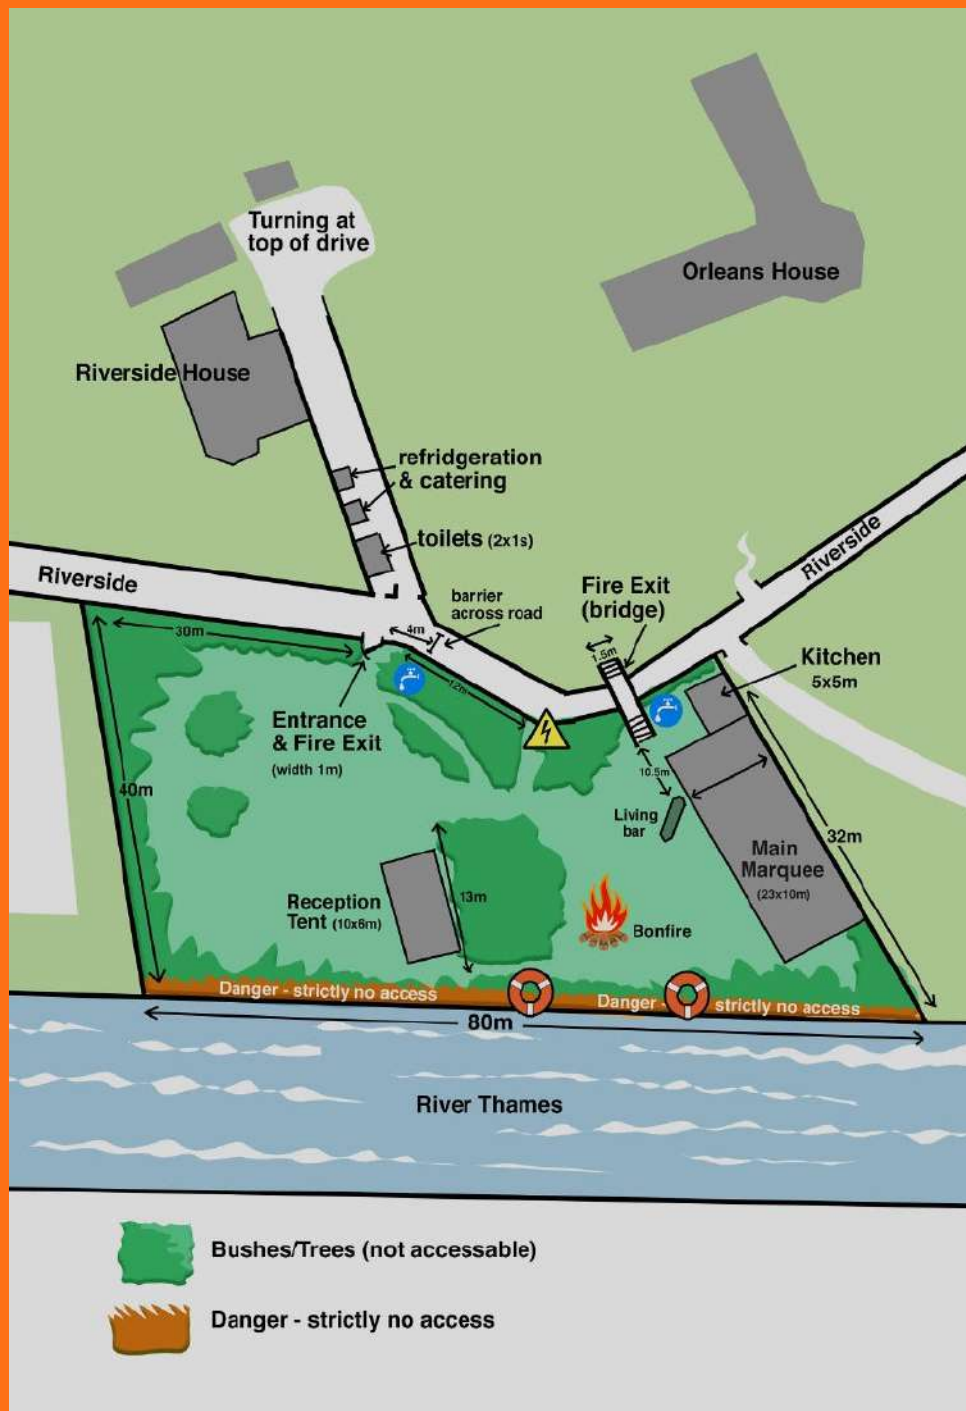 Turning at
top of drive
Orleans House
Riverside House
refridgeration
& catering
toilets (2x1s)
Riverside
Riverside
barrier
across road
Fire Exit
(bridge)
30m
4m
1.5m
12m
Kitchen
5x5m
Entrance
& Fire Exit
(width 1m)
10.5m
40m
Living
bar
32m
Main
Marquee
(23x10m)
13m
Reception
Tent (10x6m)
Bonfire
Danger - strictly no access
Danger - strictly no access
80m
River Thames
Bushes/Trees (not accessable)
Danger - strictly no access